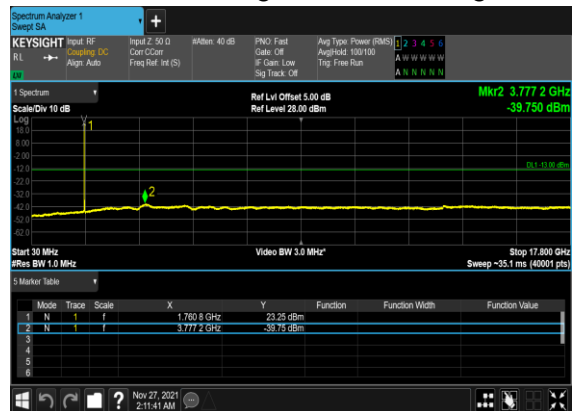 Spectrum Analyzer 1
Swept SA
+
KEYSIGHT Input: RF Input Z: 50 Ω #Atten: 40 dB PNO: Fast Avg Type: Power (RMS) 1 2 3 4 5 6
RL Coupling: DC Corr CCorr Gate: Off Avg|Hold: 100/100 A W W W W W
Align: Auto Freq Ref: Int (S) IF Gain: Low Trig: Free Run
Sig Track: Off A N N N N N
1 Spectrum Ref Lvl Offset 5.00 dB Mkr2 3.777 2 GHz
Scale/Div 10 dB Ref Level 28.00 dBm -39.750 dBm
Log
1
18.0
8.00
-2.00
-12.0 DL1 -13.00 dBm
-22.0
-32.0 2
-42.0
-52.0
-62.0
Start 30 MHz Video BW 3.0 MHz* Stop 17.800 GHz
#Res BW 1.0 MHz Sweep ~35.1 ms (40001 pts)
5 Marker Table
Mode Trace Scale X Y Function Function Width Function Value
1 N 1 f 1.760 8 GHz 23.25 dBm
2 N 1 f 3.777 2 GHz -39.75 dBm
3
4
5
6
? Nov 27, 2021
2:11:41 AM